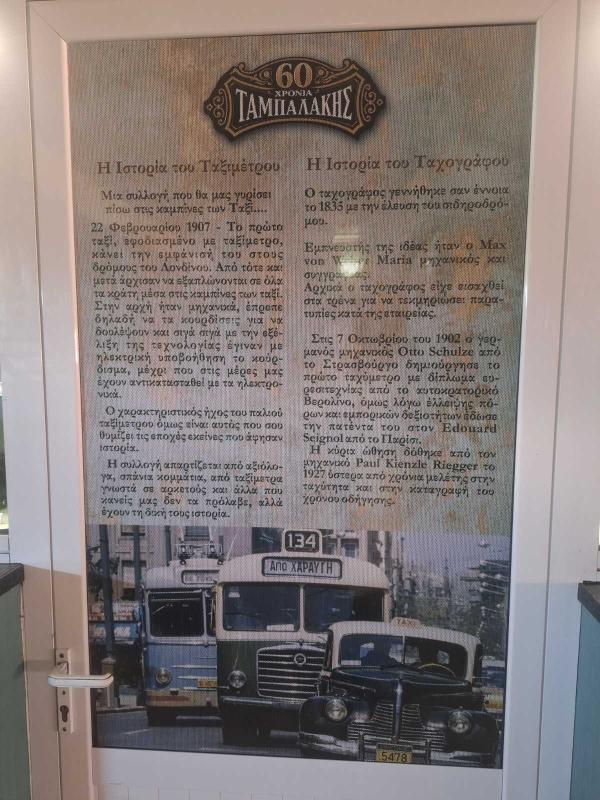 60
ΧΡΟΝΙΑ
ΤΑΜΠΑΛΑΚΗΣ
Η Ιστορία του Ταξιμέτρου
Μια συλλογή που θα μας γυρίσει
πίσω στις καμπίνες των Ταξί....
22 Φεβρουαρίου 1907 - Το πρώτο
ταξί, εφοδιασμένο με ταξίμετρο,
κάνει την εμφάνισή του στους
δρόμους του Λονδίνου. Από τότε και
μετά άρχισαν να εξαπλώνονται σε όλα
τα κράτη μέσα στις καμπίνες των ταξί.
Στην αρχή ήταν μηχανικά, έπρεπε
δηλαδή να τα κουρδίσεις για να
δουλέψουν και σιγά σιγά με την εξέ-
λιξη της τεχνολογίας έγιναν με
ηλεκτρική υποβοήθηση το κούρ-
δισμα, μέχρι που στις μέρες μας
έχουν αντικατασταθεί με τα ηλεκτρο-
νικά.
Ο χαρακτηριστικός ήχος του παλιού
ταξίμετρου όμως είναι αυτός που σου
θυμίζει τις εποχές εκείνες που άφησαν
ιστορία.
Η συλλογή απαρτίζεται από αξιόλο-
γα, σπάνια κομμάτια, από ταξίμετρα
γνωστά σε αρκετούς και άλλα που
κανείς μας δεν τα πρόλαβε, αλλά
έχουν τη δική τους ιστορία.
Η Ιστορία του Ταχογράφου
Ο ταχογράφος γεννήθηκε σαν έννοια
το 1835 με την έλευση του σιδηροδρό-
μου.
Εμπνευστής της ιδέας ήταν ο Max
von Weber Maria μηχανικός και
συγγραφέας.
Αρχικά ο ταχογράφος είχε εισαχθεί
στα τρένα για να τεκμηριώσει παρα-
τυπίες κατά της εταιρείας.
Στις 7 Οκτωβρίου του 1902 ο γερ-
μανός μηχανικός Otto Schulze από
το Στρασβούργο δημιούργησε το
πρώτο ταχύμετρο με δίπλωμα ευ-
ρεσιτεχνίας από το αυτοκρατορικό
Βερολίνο, όμως λόγω έλλειψης πό-
ρων και εμπορικών δεξιοτήτων έδωσε
την πατέντα του στον Edouard
Seignol από το Παρίσι.
Η κύρια ώθηση δόθηκε από τον
μηχανικό Paul Kienzle Riegger το
1927 ύστερα από χρόνια μελέτης στην
ταχύτητα και στην καταγραφή του
χρόνου οδήγησης.
134
ΑΠΟ ΧΑΡΑΥΓΗ
TAXI
5478